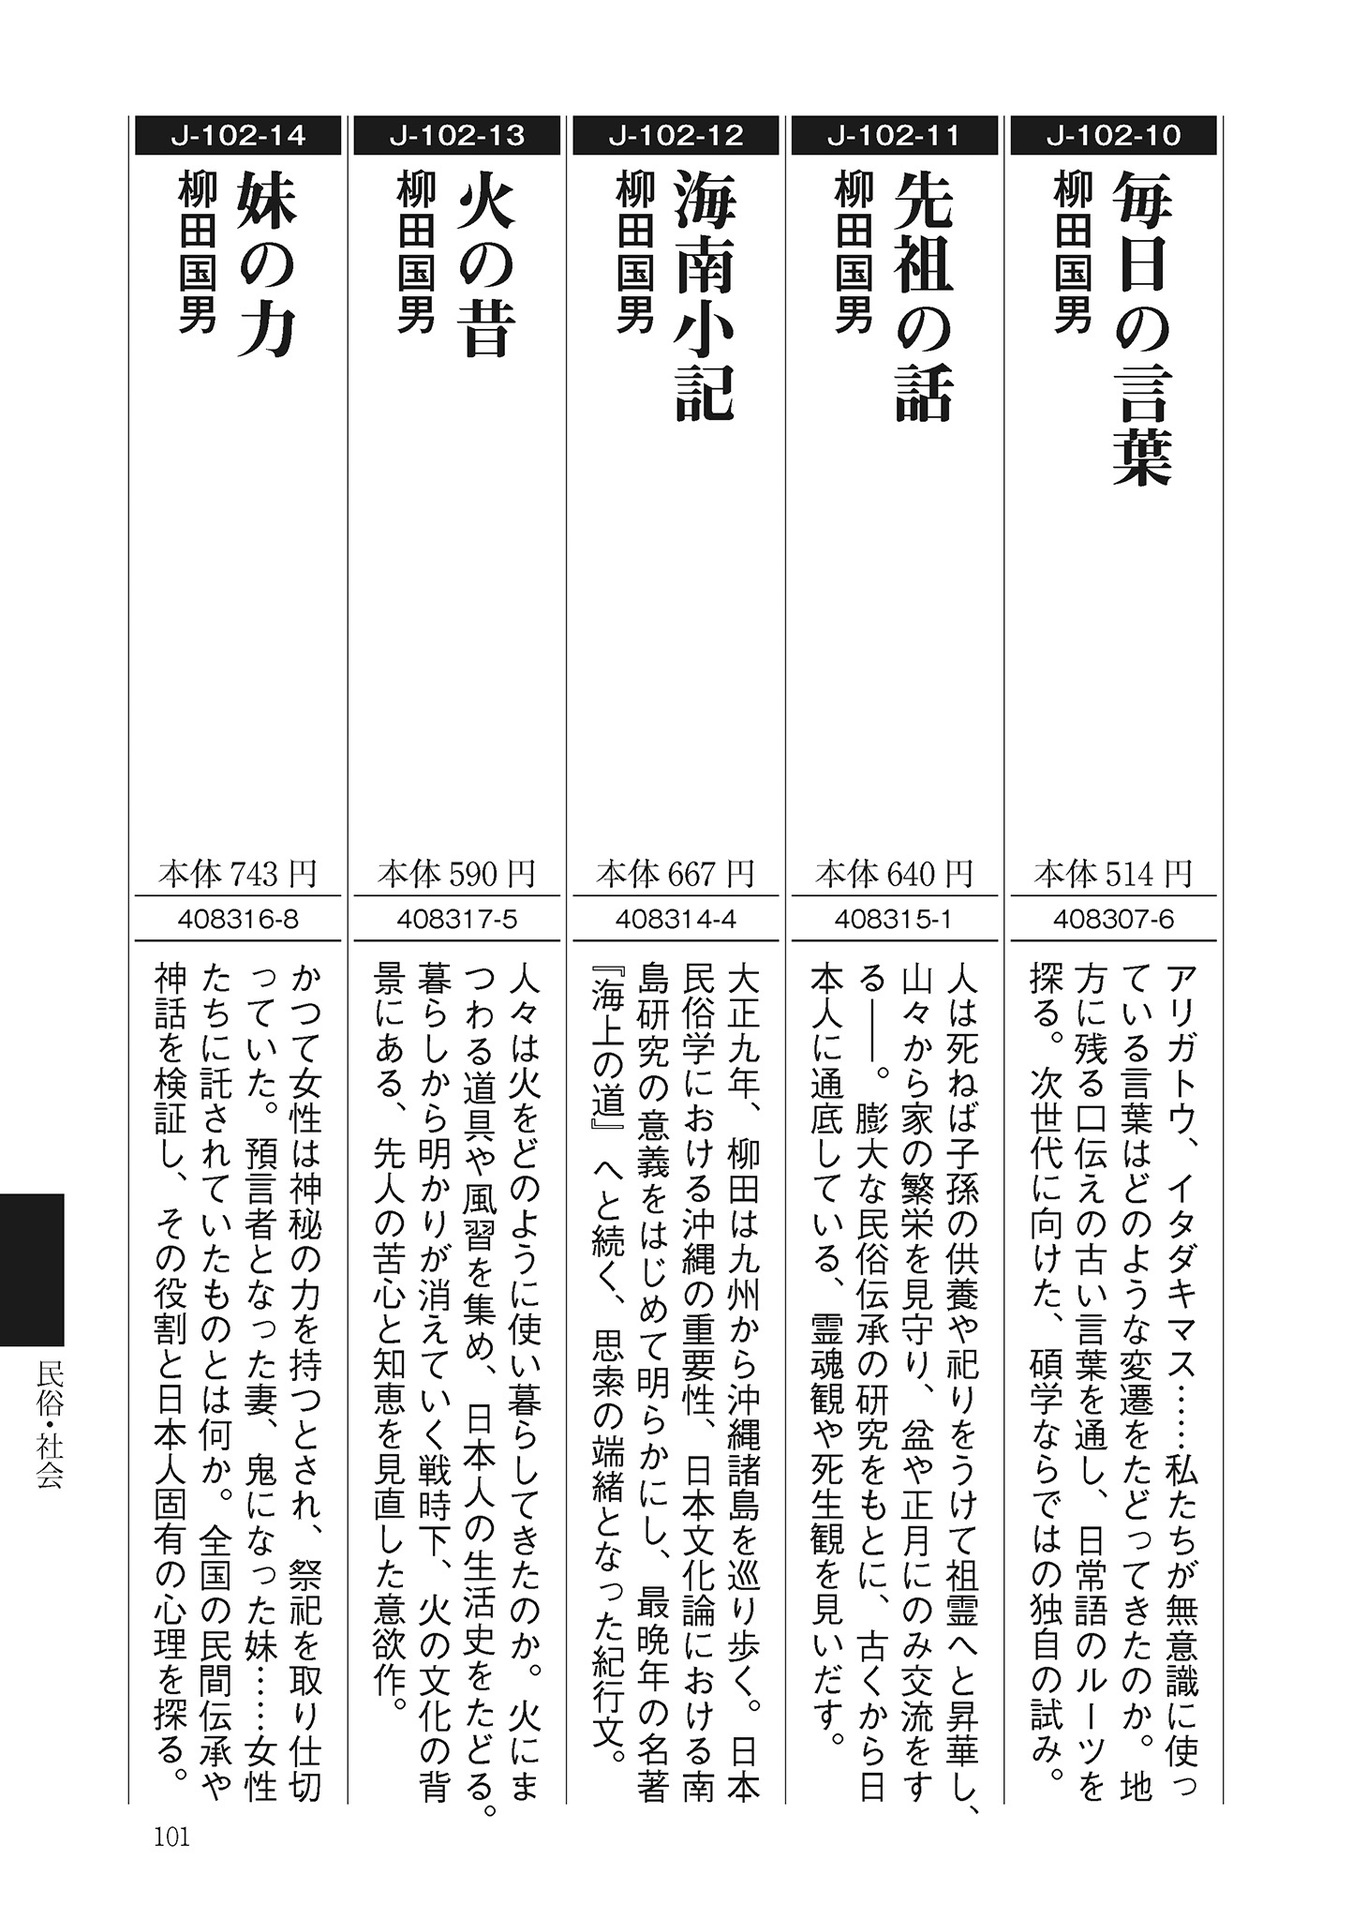 J-102-10
毎日の言葉
柳田国男
本体 514 円
408307-6
アリガトウ、イタダキマス……私たちが無意識に使っ
ている言葉はどのような変遷をたどってきたのか。地
方に残る口伝えの古い言葉を通し、日常語のルーツを
探る。次世代に向けた、碩学ならではの独自の試み。
J-102-11
先祖の話
柳田国男
本体 640 円
408315-1
人は死ねば子孫の供養や祀りをうけて祖霊へと昇華し、
山々から家の繁栄を見守り、盆や正月にのみ交流をす
る――。膨大な民俗伝承の研究をもとに、古くから日
本人に通底している、霊魂観や死生観を見いだす。
J-102-12
海南小記
柳田国男
本体 667 円
408314-4
大正九年、柳田は九州から沖縄諸島を巡り歩く。日本
民俗学における沖縄の重要性、日本文化論における南
島研究の意義をはじめて明らかにし、最晩年の名著
『海上の道』へと続く、思索の端緒となった紀行文。
J-102-13
火の昔
柳田国男
本体 590 円
408317-5
人々は火をどのように使い暮らしてきたのか。火にま
つわる道具や風習を集め、日本人の生活史をたどる。
暮らしから明かりが消えていく戦時下、火の文化の背
景にある、先人の苦心と知恵を見直した意欲作。
J-102-14
妹の力
柳田国男
本体 743 円
408316-8
かつて女性は神秘の力を持つとされ、祭祀を取り仕切
っていた。預言者となった妻、鬼になった妹……女性
たちに託されていたものとは何か。全国の民間伝承や
神話を検証し、その役割と日本人固有の心理を探る。
民俗・社会
101